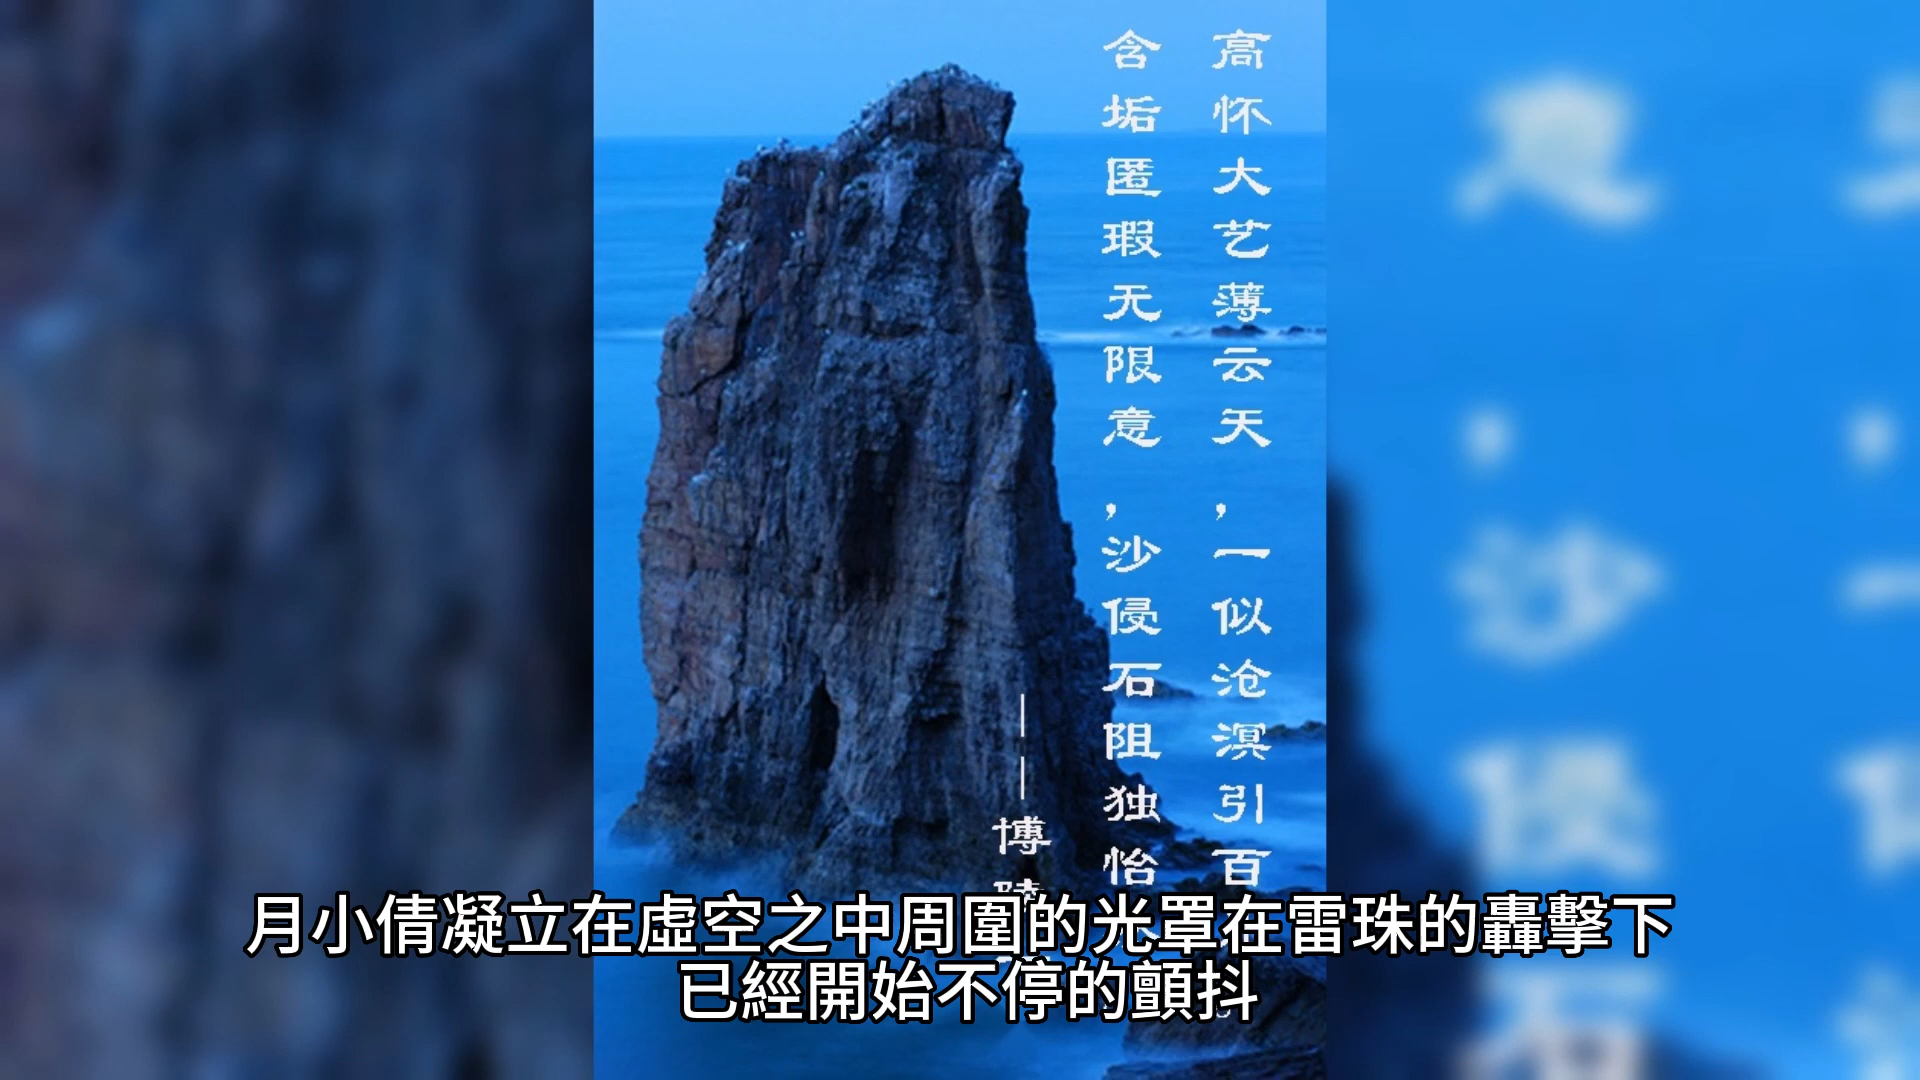 高怀大艺薄云天，一似沧溟引百
含垢匿瑕无限意，沙侵石阻独怡
——博陵
月小倩凝立在虛空之中周圍的光罩在雷珠的轟擊下
已經開始不停的顫抖